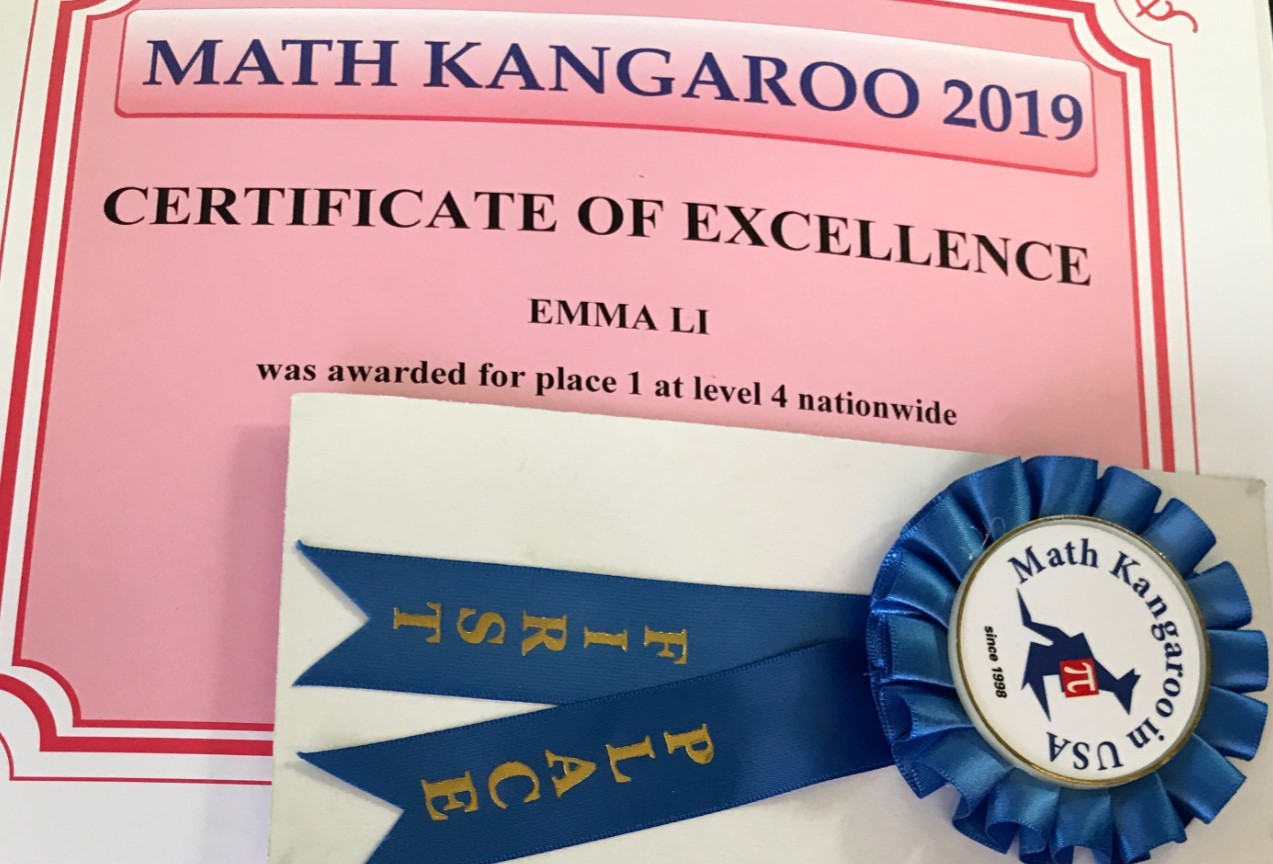 MATH KANGAROO 2019
CERTIFICATE OF EXCELLENCE
EMMA LI
was awarded for place 1 at level 4 nationwide
FIRST
PLACE
Math Kangaroo in USA
since 1998
π